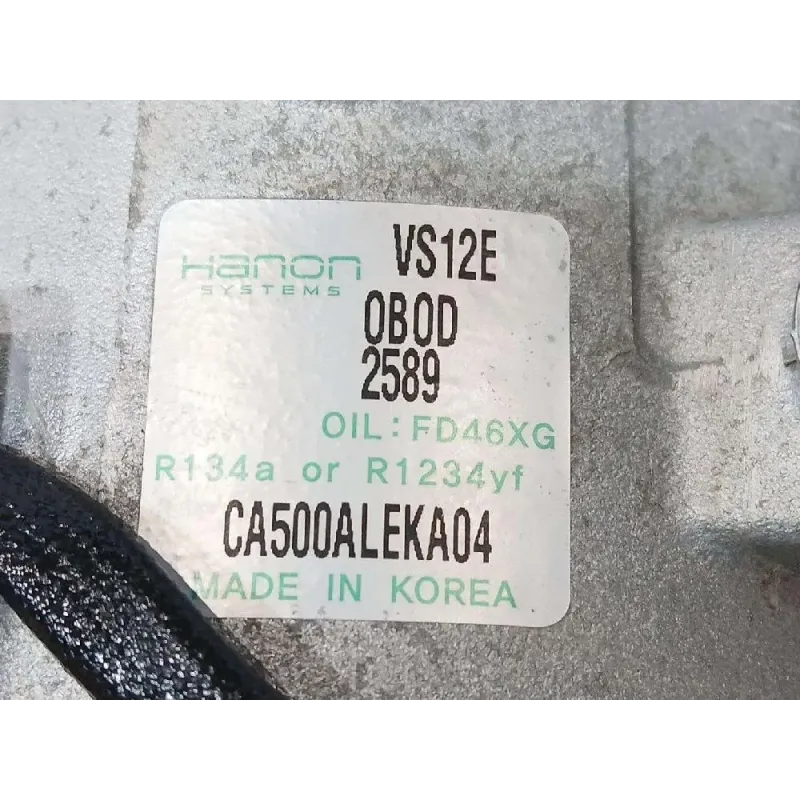 Hanon VS12E
SYSTEMS
0B0D
2589
OIL: FD46XG
R134a or R1234yf
CA500ALEKA04
MADE IN KOREA